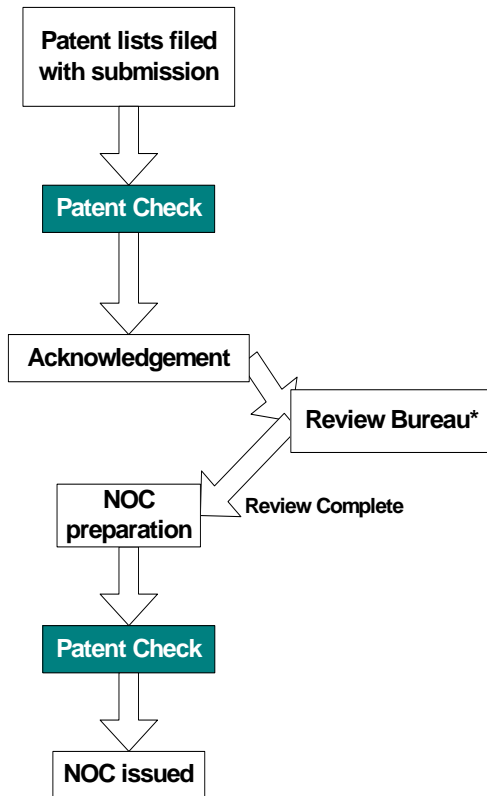 Patent lists filed
with submission
Patent Check
Acknowledgement
Review Bureau*
NOC
preparation
Review Complete
Patent Check
NOC issued